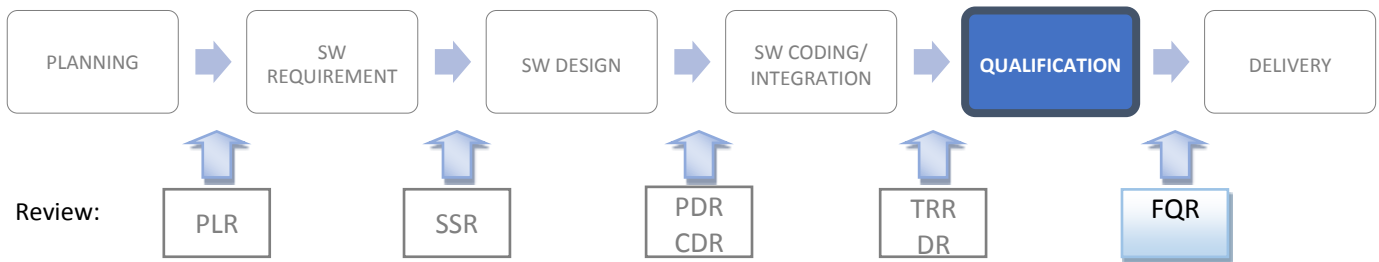 PLANNING
SW
REQUIREMENT
SW DESIGN
SW CODING/
INTEGRATION
QUALIFICATION
DELIVERY
Review:
PLR
SSR
PDR
CDR
TRR
DR
FQR